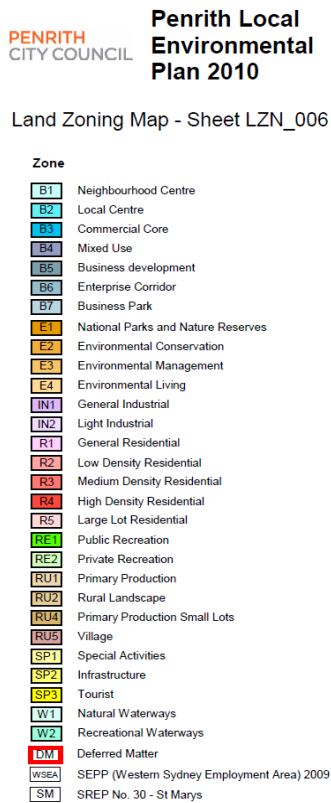 PENRITH
CITY COUNCIL
Penrith Local
Environmental
Plan 2010
Land Zoning Map - Sheet LZN_006
Zone
B1 Neighbourhood Centre
B2 Local Centre
B3 Commercial Core
B4 Mixed Use
B5 Business development
B6 Enterprise Corridor
B7 Business Park
E1 National Parks and Nature Reserves
E2 Environmental Conservation
E3 Environmental Management
E4 Environmental Living
IN1 General Industrial
IN2 Light Industrial
R1 General Residential
R2 Low Density Residential
R3 Medium Density Residential
R4 High Density Residential
R5 Large Lot Residential
RE1 Public Recreation
RE2 Private Recreation
RU1 Primary Production
RU2 Rural Landscape
RU4 Primary Production Small Lots
RU5 Village
SP1 Special Activities
SP2 Infrastructure
SP3 Tourist
W1 Natural Waterways
W2 Recreational Waterways
DM Deferred Matter
WSEA SEPP (Western Sydney Employment Area) 2009
SM SREP No. 30 - St Marys